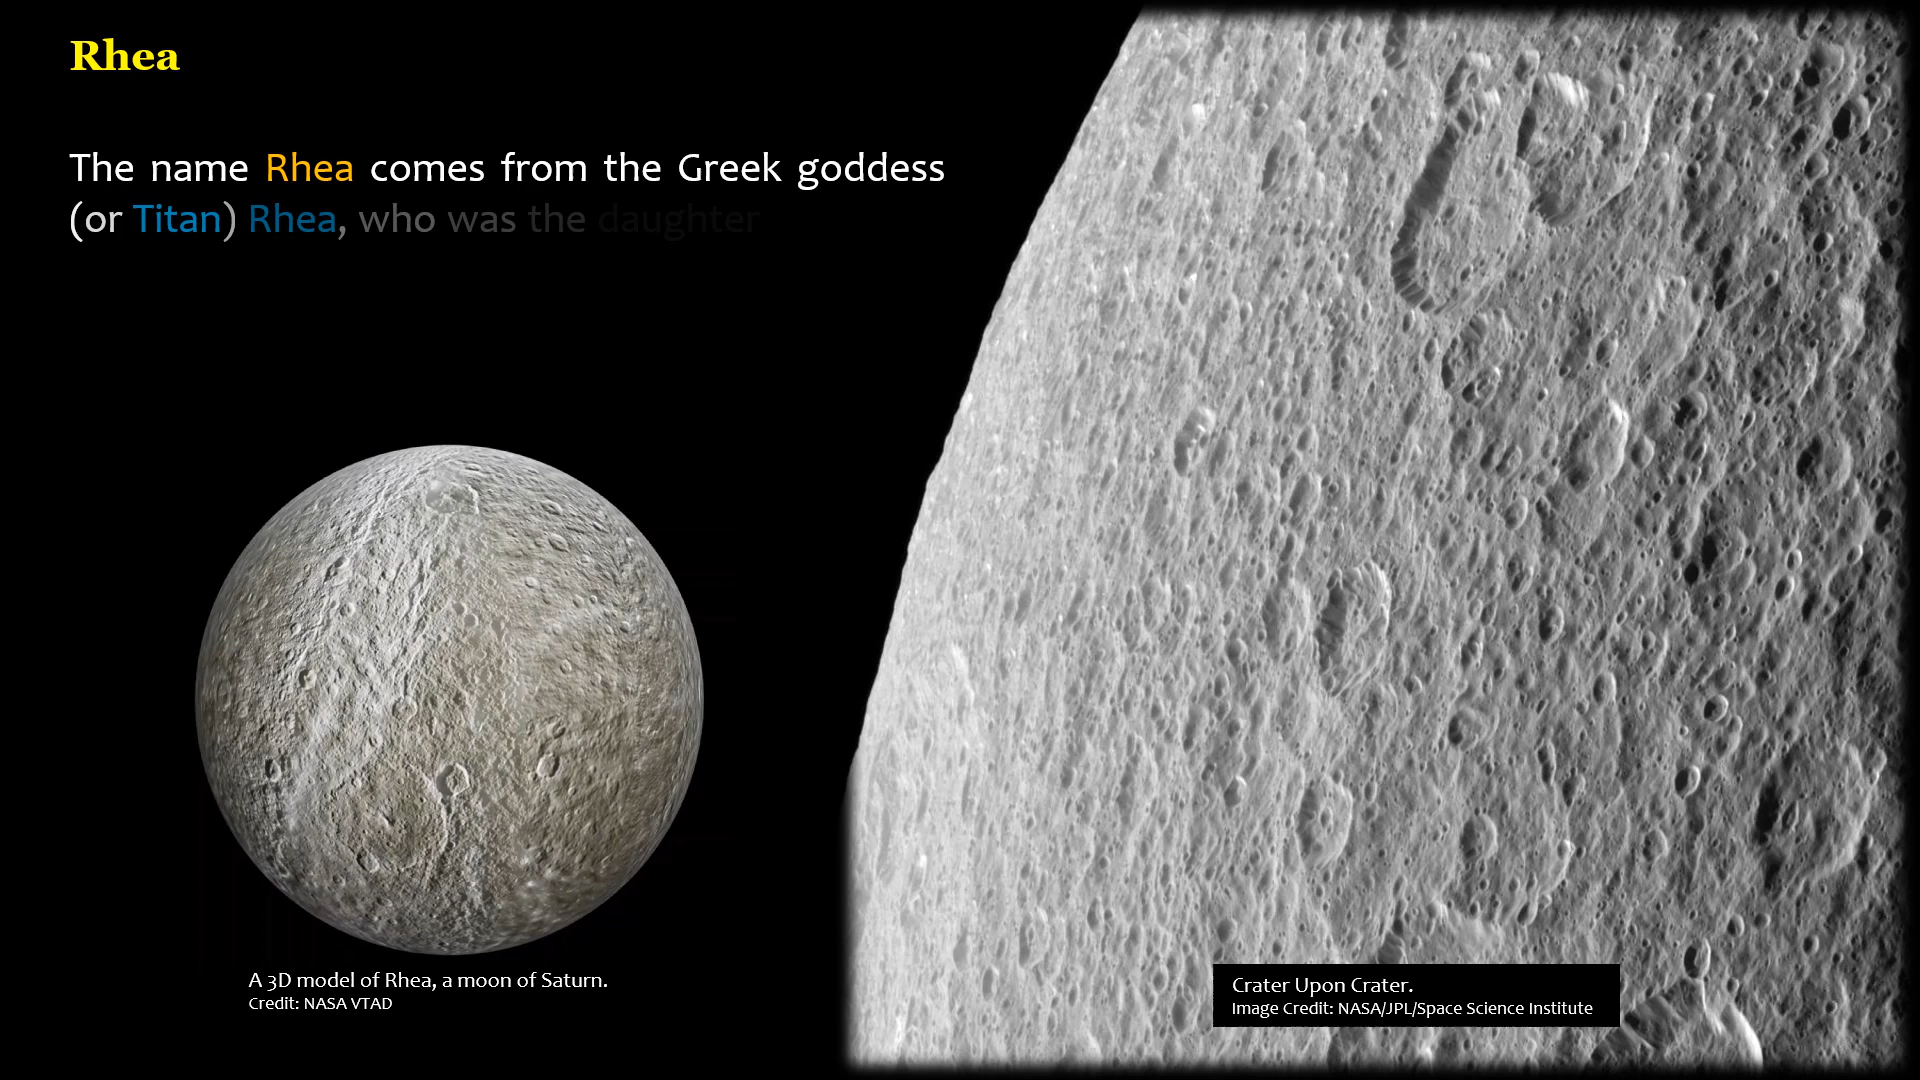 Rhea
The name Rhea comes from the Greek goddess
(or Titan) Rhea, who was the daughter
A 3D model of Rhea, a moon of Saturn.
Credit: NASA VTAD
Crater Upon Crater.
Image Credit: NASA/JPL/Space Science Institute